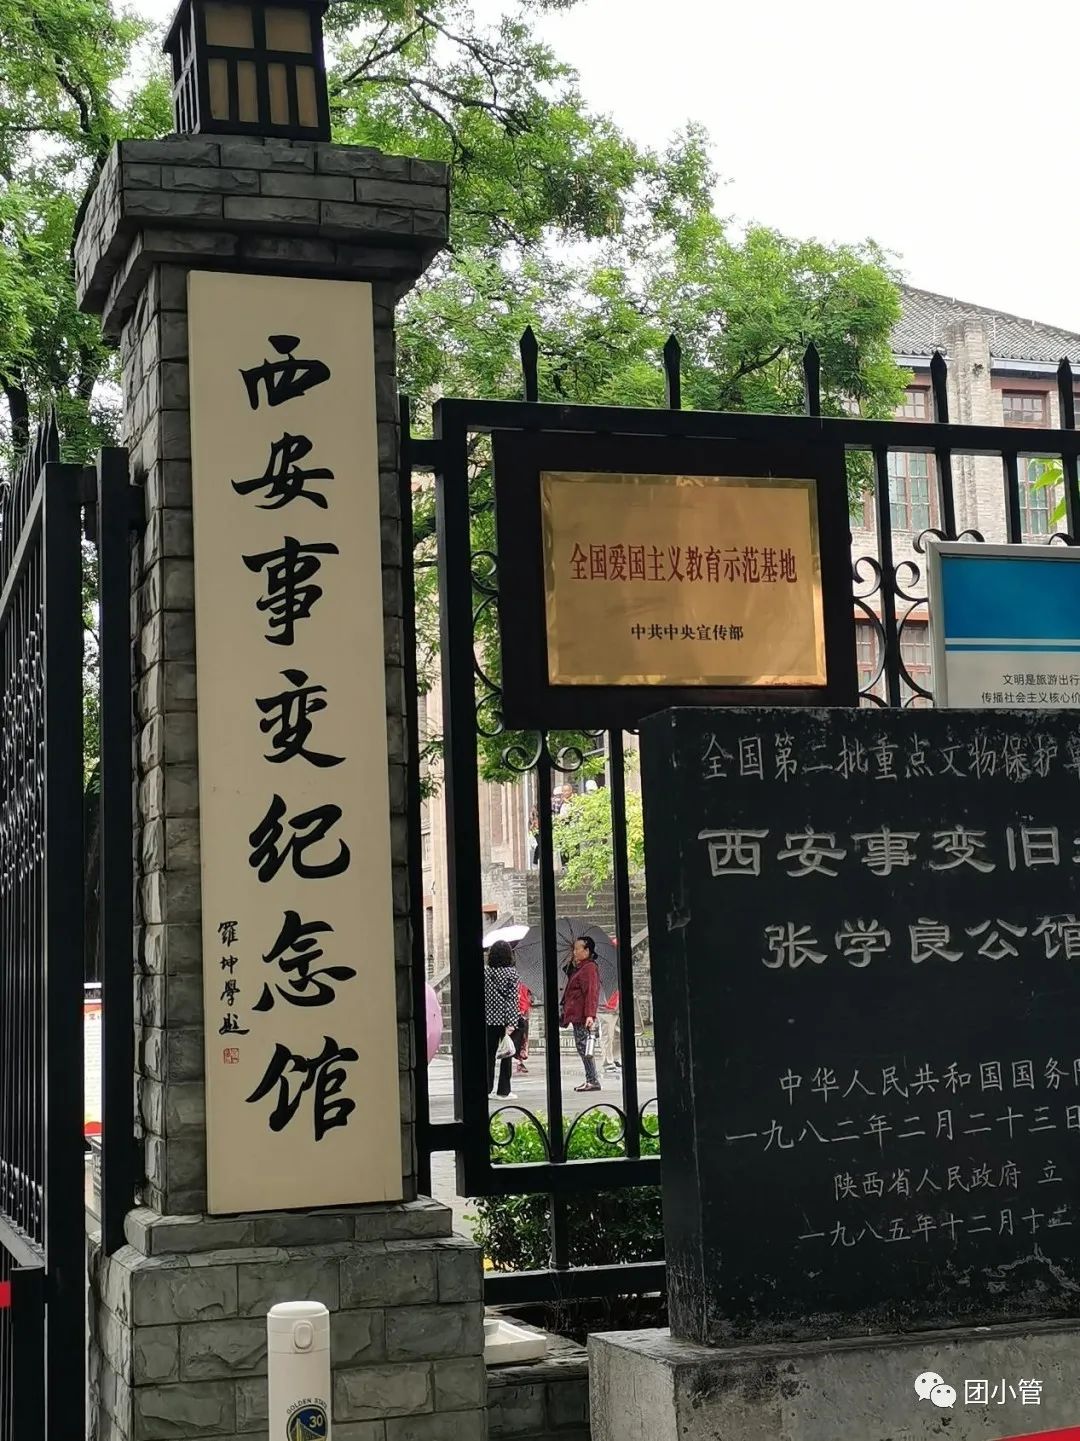 西安事变纪念馆
羅坤學題
全国爱国主义教育示范基地
中共中央宣传部
文明是旅游出行
传播社会主义核心价
全国第二批重点文物保护
西安事变旧
张学良公馆
中华人民共和国国务
一九八二年二月二十三日
陕西省人民政府 立
一九八五年十二月十二
GOLDEN STATE
30
团小管